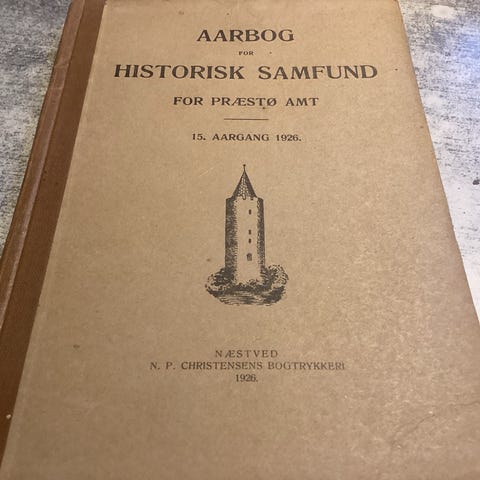 AARBOG
FOR
HISTORISK SAMFUND
FOR PRÆSTØ AMT
15. AARGANG 1926.
NÆSTVED
N. P. CHRISTENSENS BOGTRYKKERI
1926.